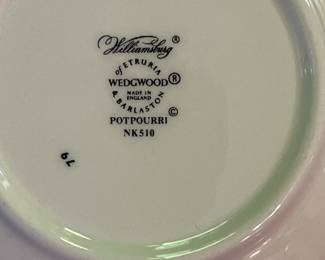 Williamsburg ®
of ETRURIA
WEDGWOOD ®
MADE IN
ENGLAND
& BARLASTON
©
POTPOURRI
NK510
79